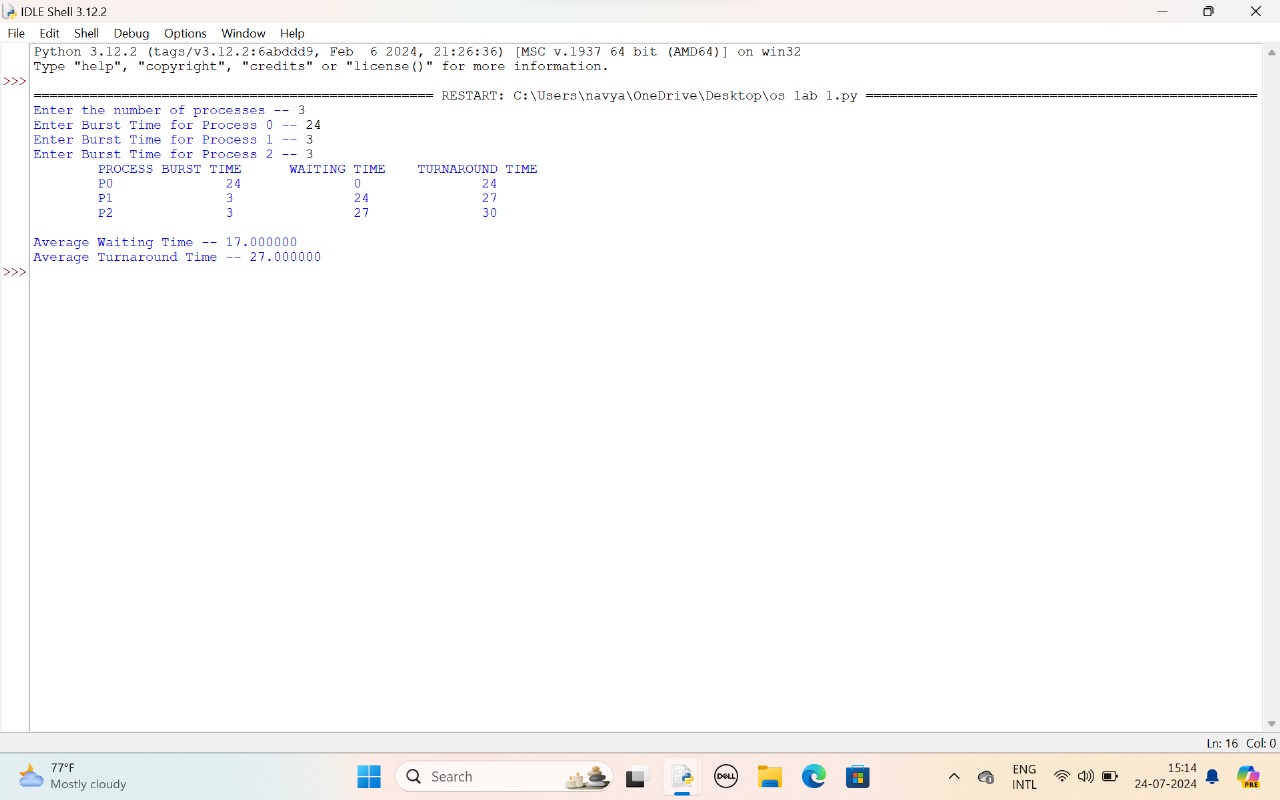 IDLE Shell 3.12.2
File Edit Shell Debug Options Window Help
Python 3.12.2 (tags/v3.12.2:6abddd9, Feb  6 2024, 21:26:36) [MSC v.1937 64 bit (AMD64)] on win32
Type "help", "copyright", "credits" or "license()" for more information.
>>>
================================================== RESTART: C:\Users\navya\OneDrive\Desktop\os lab 1.py =================================================
Enter the number of processes -- 3
Enter Burst Time for Process 0 -- 24
Enter Burst Time for Process 1 -- 3
Enter Burst Time for Process 2 -- 3
PROCESS BURST TIME WAITING TIME TURNAROUND TIME
P0 24 0 24
P1 3 24 27
P2 3 27 30
Average Waiting Time -- 17.000000
Average Turnaround Time -- 27.000000
>>>
Ln: 16 Col: 0
77°F
Mostly cloudy
Search
DELL
ENG
INTL
15:14
24-07-2024
PRE